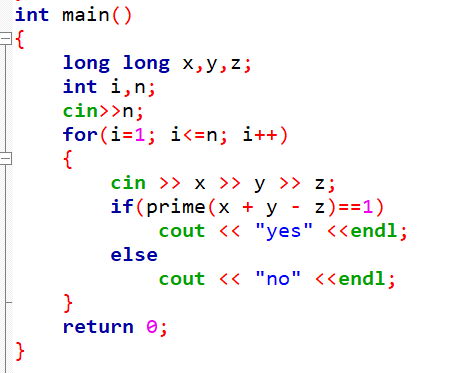 int main()
{
long long x,y,z;
int i,n;
cin>>n;
for(i=1; i<=n; i++)
{
cin >> x >> y >> z;
if(prime(x + y - z)==1)
cout << "yes" <<endl;
else
cout << "no" <<endl;
}
return 0;
}